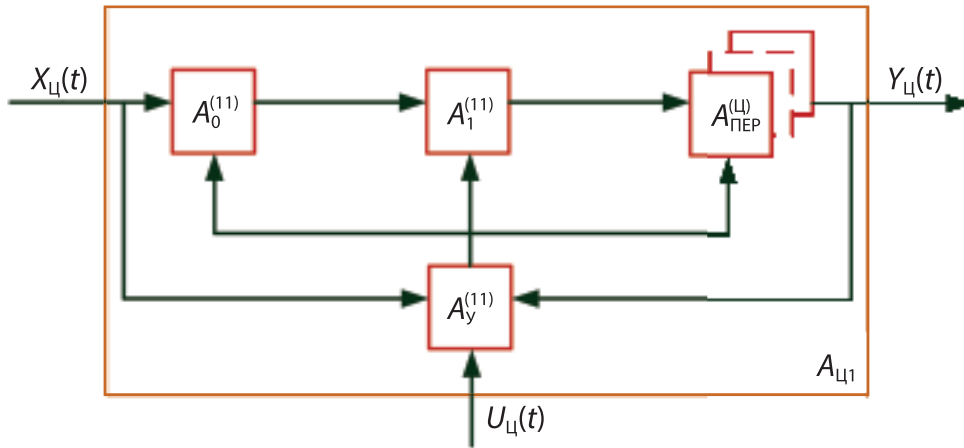 X_Ц(t)
A_0^(11)
A_1^(11)
A_ПЕР^(Ц)
Y_Ц(t)
A_У^(11)
A_Ц1
U_Ц(t)